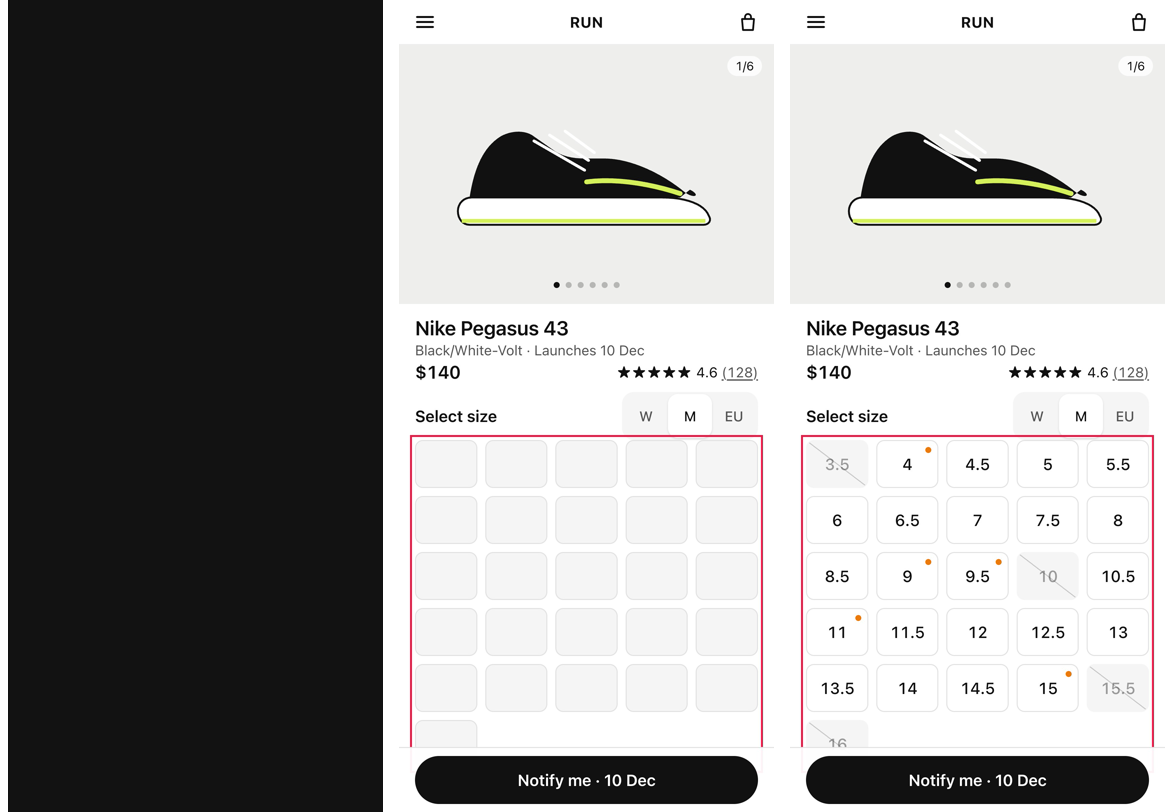 RUN
1/6
Nike Pegasus 43
Black/White-Volt · Launches 10 Dec
$140 ★★★★★ 4.6 (128)
Select size W M EU
Notify me · 10 Dec
RUN
1/6
Nike Pegasus 43
Black/White-Volt · Launches 10 Dec
$140 ★★★★★ 4.6 (128)
Select size W M EU
3.5 4 4.5 5 5.5
6 6.5 7 7.5 8
8.5 9 9.5 10 10.5
11 11.5 12 12.5 13
13.5 14 14.5 15 15.5
16
Notify me · 10 Dec